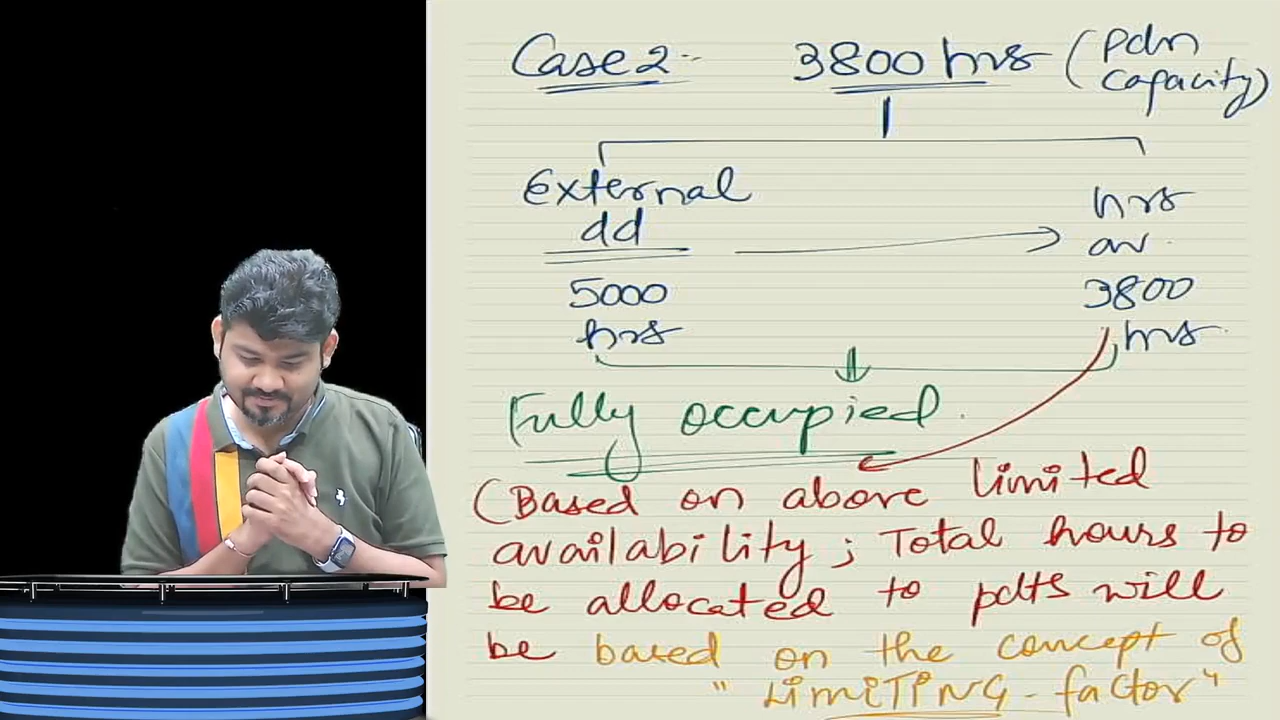 Case 2:- 3800 hrs (pdn capacity)
External dd
5000 hrs
hrs av.
3800 hrs.
Fully occupied.
(Based on above limited
availability; Total hours to
be allocated to pdts will
be based on the concept of
"LIMITING-factor"